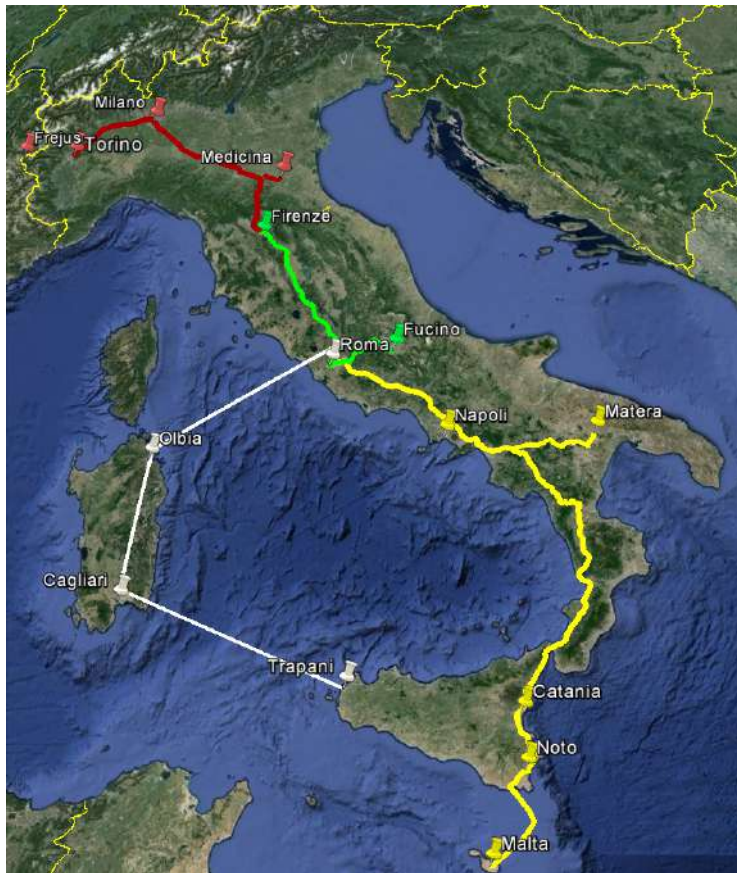 Milano
Frejus
Torino
Medicina
Firenze
Roma
Fucino
Napoli
Matera
Olbia
Cagliari
Trapani
Catania
Noto
Malta